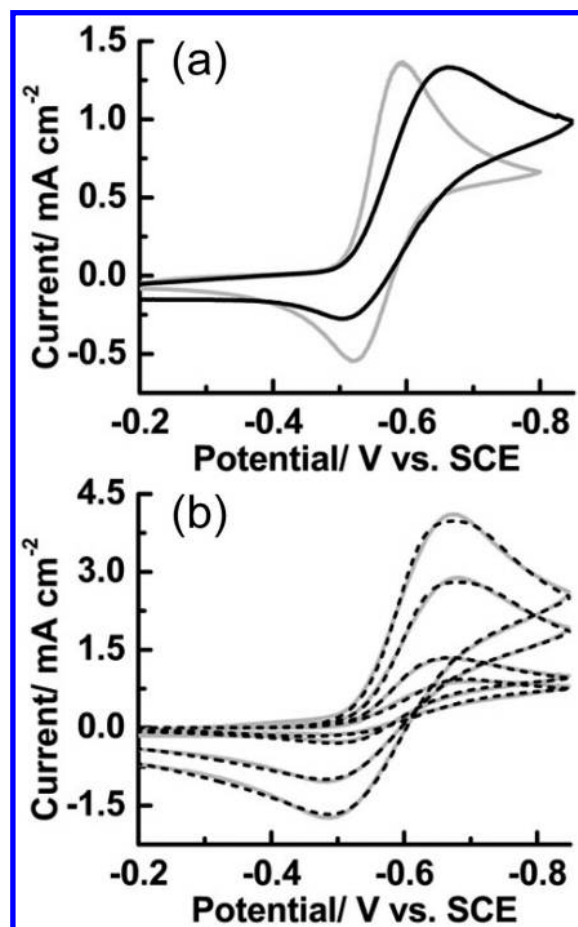 (a)
Current/ mA cm⁻²
1.5
1.0
0.5
0.0
-0.5
-0.2 -0.4 -0.6 -0.8
Potential/ V vs. SCE
(b)
Current/ mA cm⁻²
4.5
3.0
1.5
0.0
-1.5
-0.2 -0.4 -0.6 -0.8
Potential/ V vs. SCE